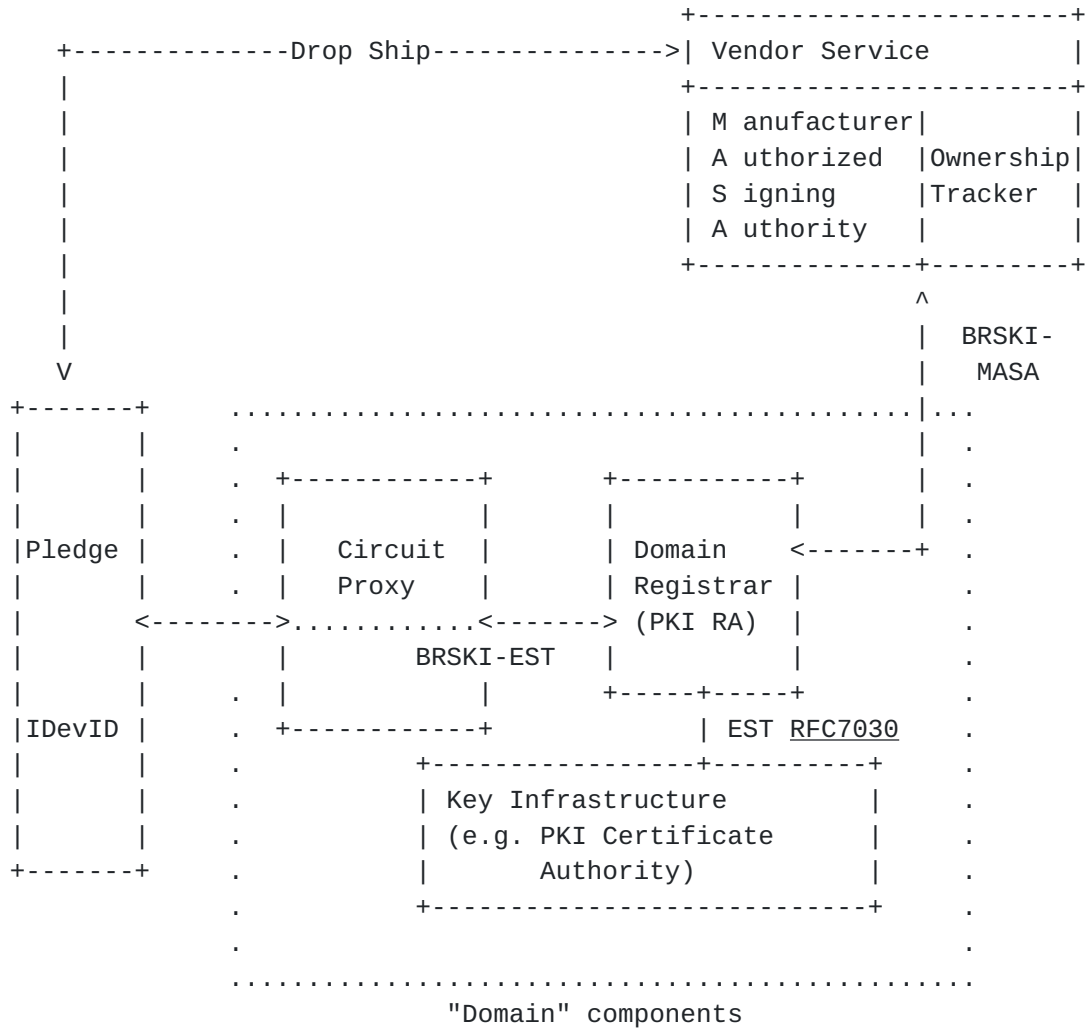 Drop Ship
Vendor Service
M anufacturer
A uthorized Ownership
S igning Tracker
A uthority
BRSKI-
MASA
Pledge Circuit Domain
Proxy Registrar
(PKI RA)
BRSKI-EST
IDevID EST RFC7030
Key Infrastructure
(e.g. PKI Certificate
Authority)
"Domain" components